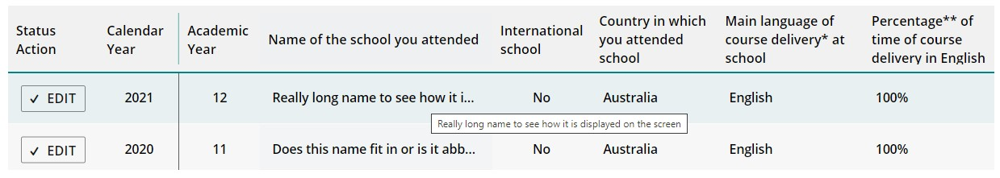 Status Action
Calendar Year
Academic Year
Name of the school you attended
International school
Country in which you attended school
Main language of course delivery* at school
Percentage** of time of course delivery in English
✓ EDIT 2021 12 Really long name to see how it i... No Australia English 100%
Really long name to see how it is displayed on the screen
✓ EDIT 2020 11 Does this name fit in or is it abb... No Australia English 100%